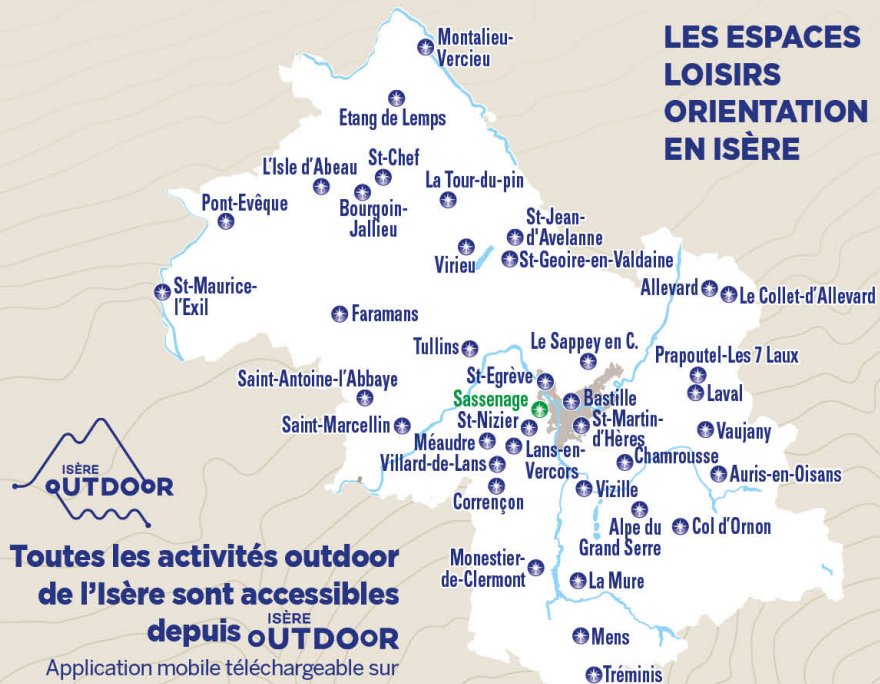 LES ESPACES
LOISIRS
ORIENTATION
EN ISÈRE
Montalieu-
Vercieu
Etang de Lemps
St-Chef
L'Isle d'Abeau
La Tour-du-pin
Pont-Evêque
Bourgoin-
Jallieu
St-Jean-
d'Avelanne
Virieu
St-Geoire-en-Valdaine
St-Maurice-
l'Exil
Allevard
Le Collet-d'Allevard
Faramans
Tullins
Le Sappey en C.
Prapoutel-Les 7 Laux
St-Egrève
Saint-Antoine-l'Abbaye
Sassenage
Bastille
Laval
Saint-Marcellin
St-Nizier
St-Martin-
d'Hères
Vaujany
Méaudre
Lans-en-
Vercors
Chamrousse
Villard-de-Lans
Auris-en-Oisans
Corrençon
Vizille
Alpe du
Grand Serre
Col d'Ornon
Monestier-
de-Clermont
La Mure
Mens
Tréminis
ISÈRE
OUTDOOR
Toutes les activités outdoor
de l'Isère sont accessibles
depuis ISÈRE OUTDOOR
Application mobile téléchargeable sur